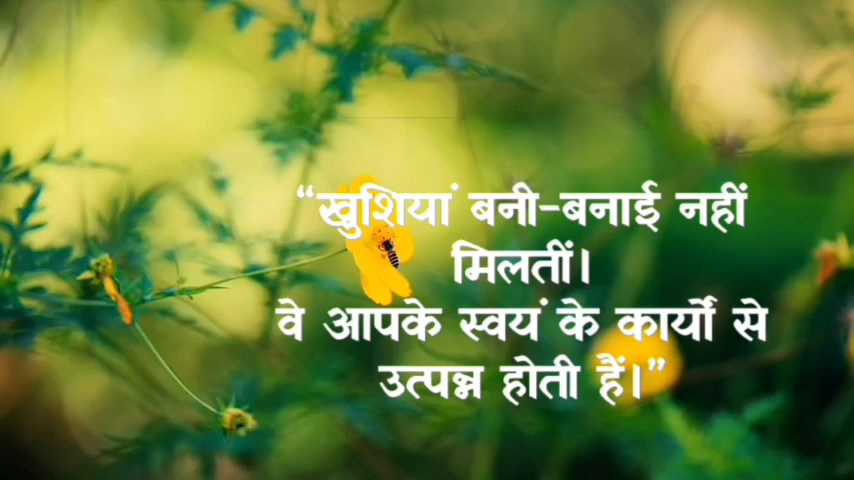 “खुशियां बनी-बनाई नहीं
मिलतीं।
वे आपके स्वयं के कार्यों से
उत्पन्न होती हैं।”